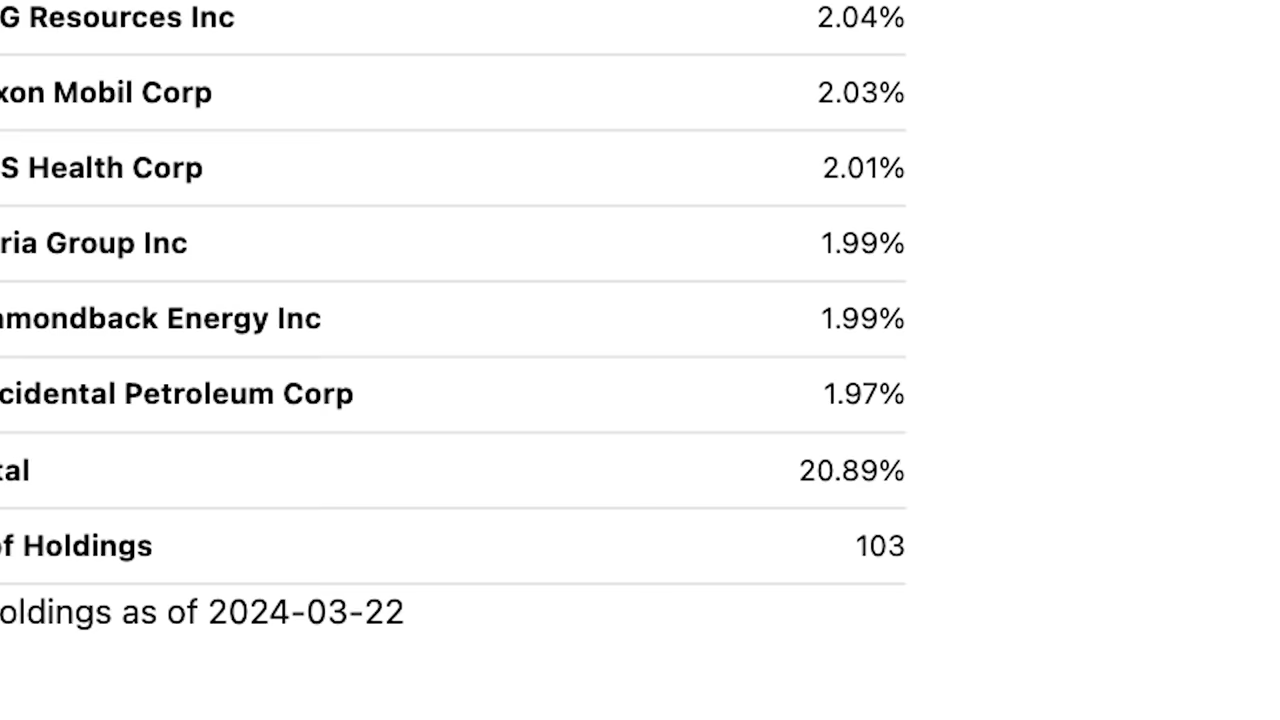 G Resources Inc 2.04%
xon Mobil Corp 2.03%
S Health Corp 2.01%
ria Group Inc 1.99%
mondback Energy Inc 1.99%
cidental Petroleum Corp 1.97%
tal 20.89%
of Holdings 103
oldings as of 2024-03-22